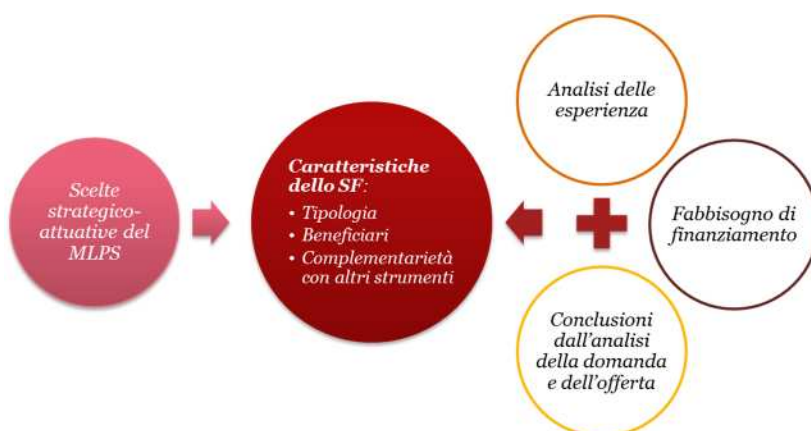 Scelte
strategico-
attuative del
MLPS
Caratteristiche
dello SF:
• Tipologia
• Beneficiari
• Complementarietà
con altri strumenti
Analisi delle
esperienza
Fabbisogno di
finanziamento
Conclusioni
dall'analisi
della domanda
e dell'offerta